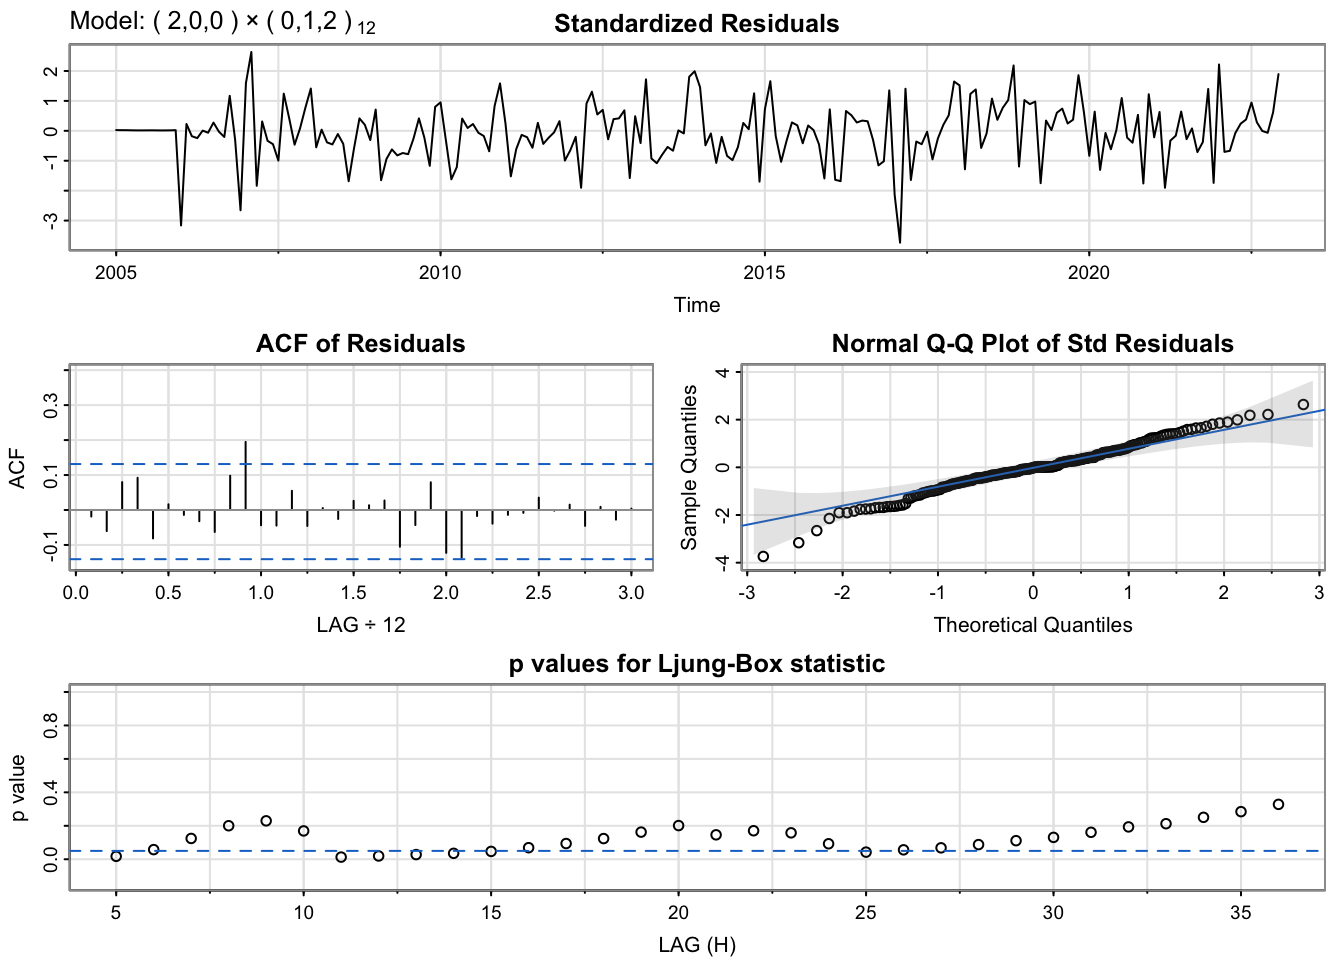 Model: ( 2,0,0 ) × ( 0,1,2 ) 12
Standardized Residuals
2
1
0
-1
-3
2005 2010 2015 2020
Time
ACF of Residuals
ACF
0.3
0.1
-0.1
0.0 0.5 1.0 1.5 2.0 2.5 3.0
LAG ÷ 12
Normal Q-Q Plot of Std Residuals
Sample Quantiles
4
2
0
-2
-4
-3 -2 -1 0 1 2 3
Theoretical Quantiles
p values for Ljung-Box statistic
p value
0.8
0.4
0.0
5 10 15 20 25 30 35
LAG (H)